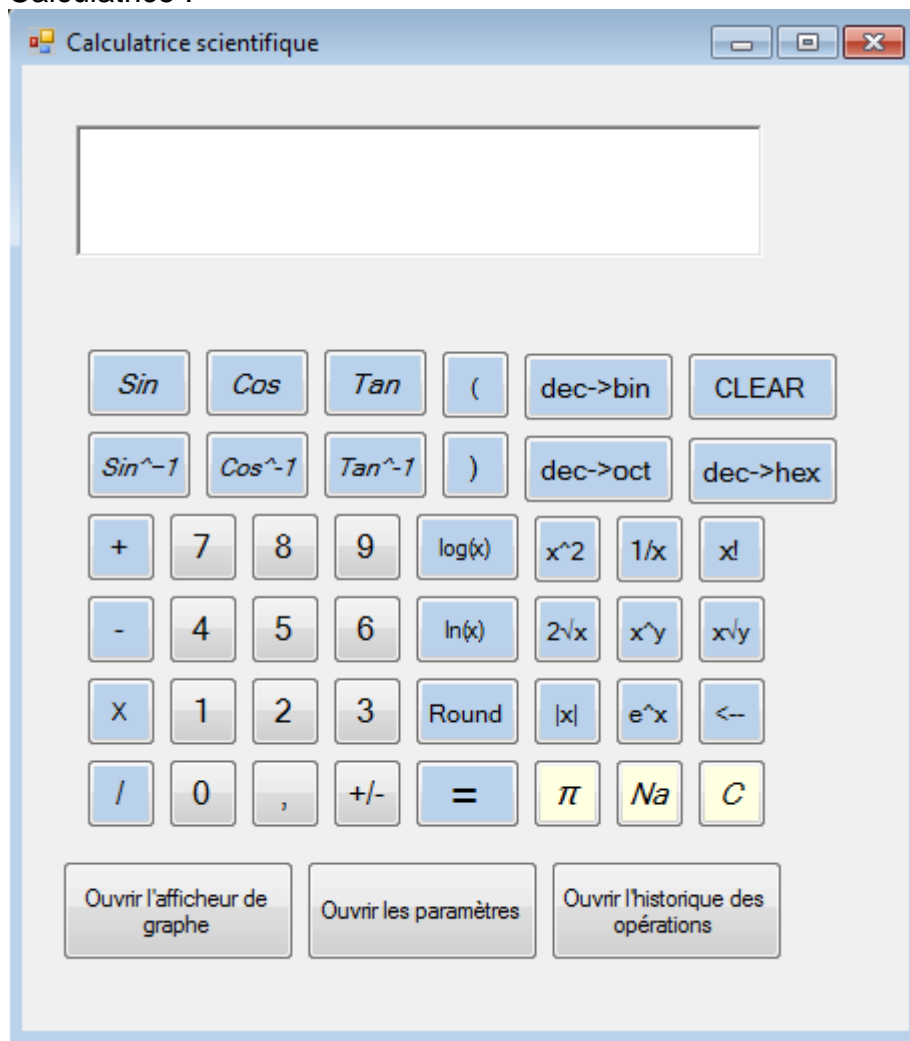 Calculatrice :
Calculatrice scientifique
Sin Cos Tan ( dec->bin CLEAR
Sin^-1 Cos^-1 Tan^-1 ) dec->oct dec->hex
+ 7 8 9 log(x) x^2 1/x x!
- 4 5 6 ln(x) 2√x x^y x√y
X 1 2 3 Round |x| e^x <--
/ 0 , +/- = π Na C
Ouvrir l'afficheur de
graphe
Ouvrir les paramètres
Ouvrir l'historique des
opérations